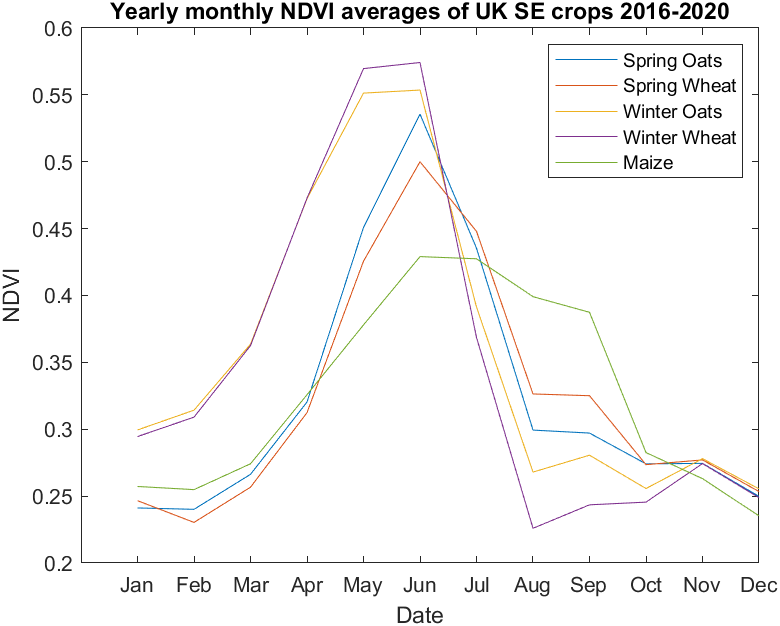 Yearly monthly NDVI averages of UK SE crops 2016-2020
0.6
0.55
0.5
0.45
0.4
0.35
0.3
0.25
0.2
NDVI
Spring Oats
Spring Wheat
Winter Oats
Winter Wheat
Maize
Jan Feb Mar Apr May Jun Jul Aug Sep Oct Nov Dec
Date